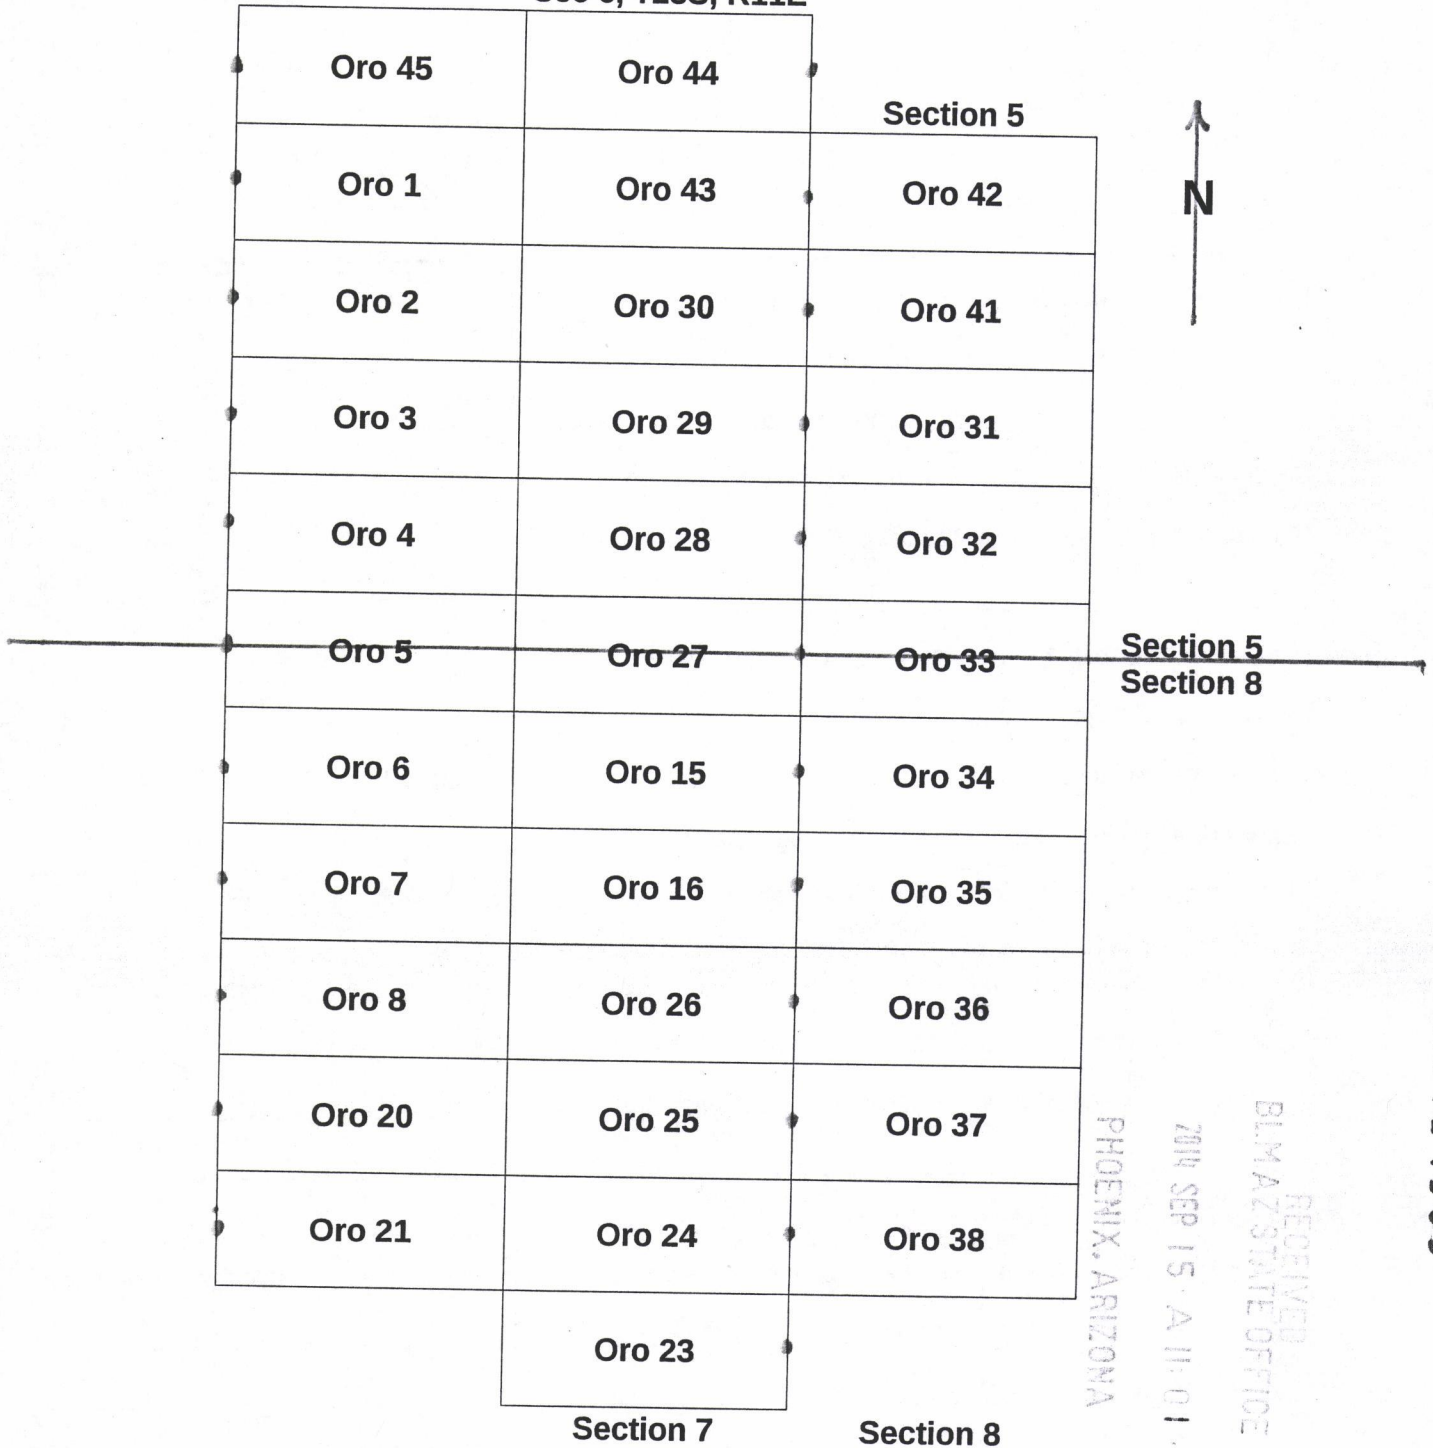 R11E
Oro 45 Oro 44
Section 5
Oro 1 Oro 43 Oro 42
N
Oro 2 Oro 30 Oro 41
Oro 3 Oro 29 Oro 31
Oro 4 Oro 28 Oro 32
Oro 5 Oro 27 Oro 33 Section 5
Section 8
Oro 6 Oro 15 Oro 34
Oro 7 Oro 16 Oro 35
Oro 8 Oro 26 Oro 36
Oro 20 Oro 25 Oro 37
Oro 21 Oro 24 Oro 38
Oro 23
Section 7 Section 8
RECEIVED
BLM AZ STATE OFFICE
2014 SEP 15 A 11:01
PHOENIX, ARIZONA